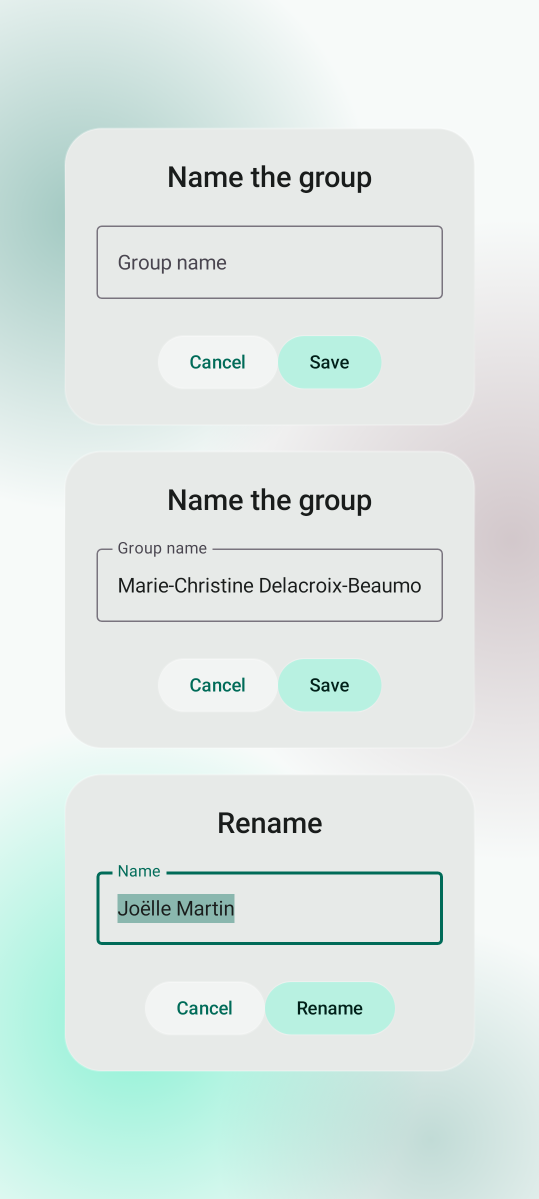 Name the group
Group name
Cancel Save
Name the group
Group name
Marie-Christine Delacroix-Beaumo
Cancel Save
Rename
Name
Joëlle Martin
Cancel Rename